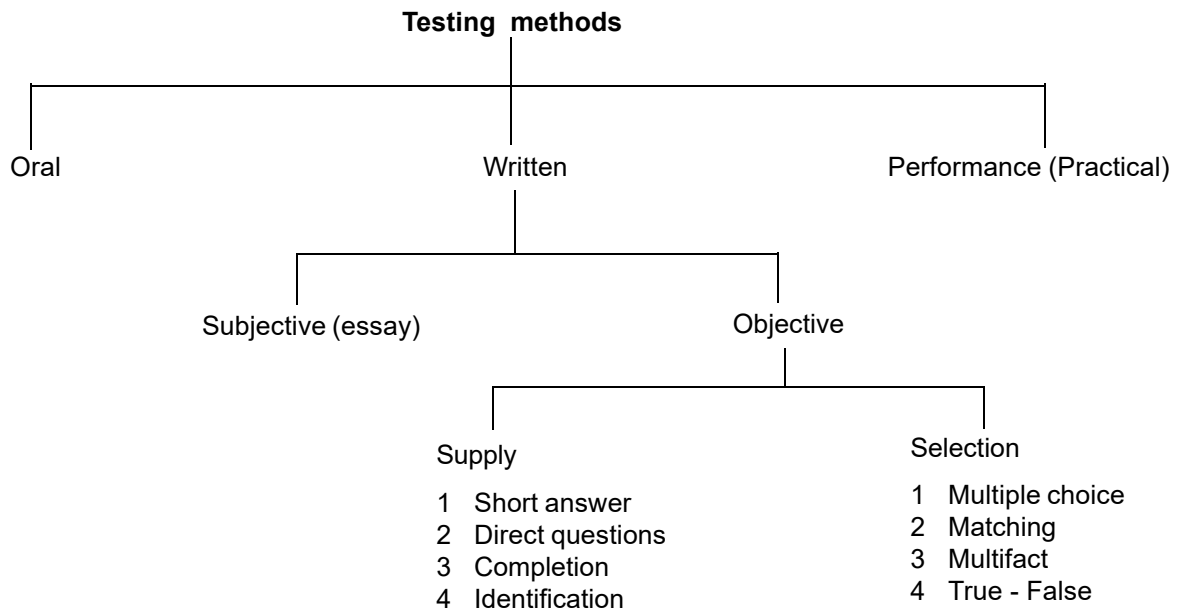 Testing methods
Oral
Written
Performance (Practical)
Subjective (essay)
Objective
Supply
1 Short answer
2 Direct questions
3 Completion
4 Identification
Selection
1 Multiple choice
2 Matching
3 Multifact
4 True - False